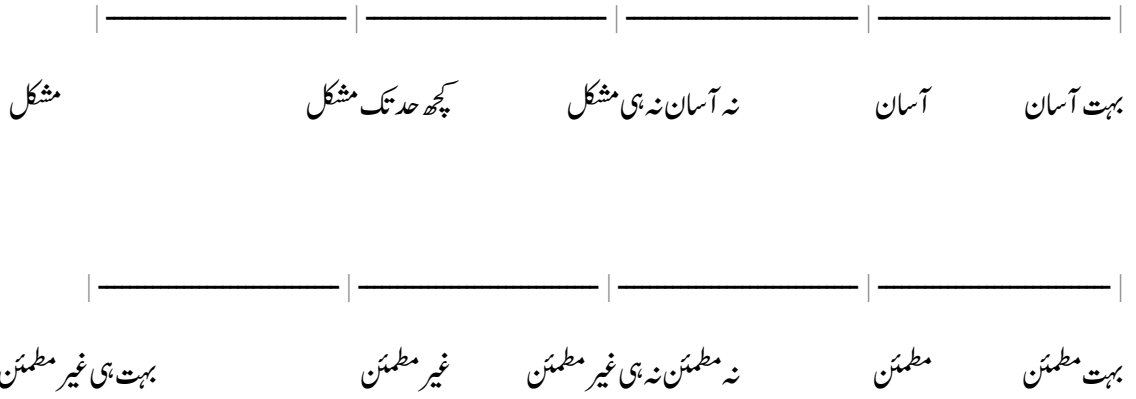 بہت آسان آسان نہ آسان نہ ہی مشکل کچھ حد تک مشکل مشکل
بہت مطمئن مطمئن نہ مطمئن نہ ہی غیر مطمئن غیر مطمئن بہت ہی غیر مطمئن